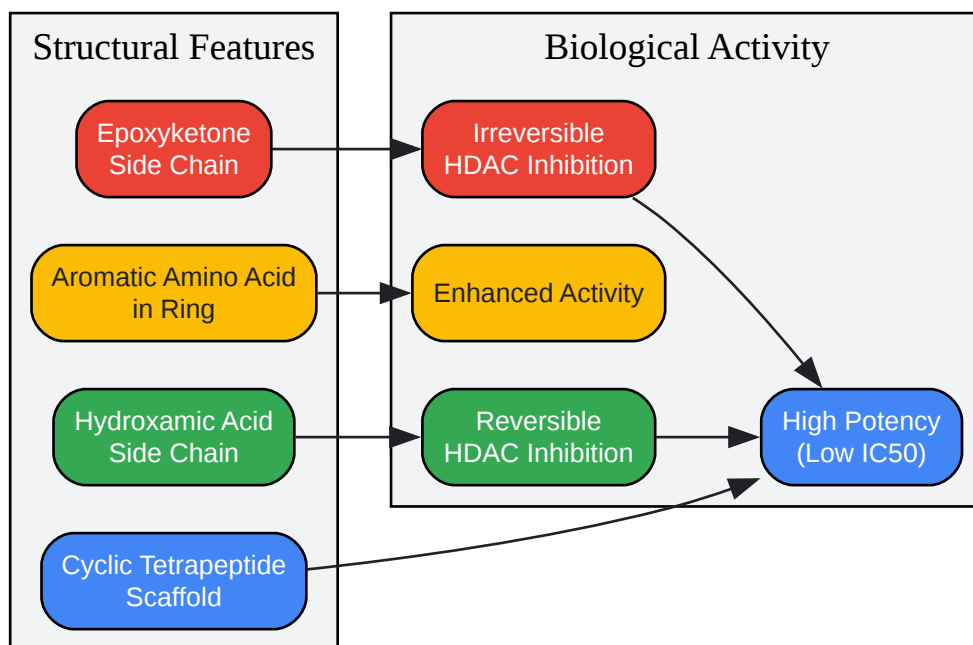 Structural Features
Biological Activity
Epoxyketone
Side Chain
Irreversible
HDAC Inhibition
Aromatic Amino Acid
in Ring
Enhanced Activity
Hydroxamic Acid
Side Chain
Reversible
HDAC Inhibition
High Potency
(Low IC50)
Cyclic Tetrapeptide
Scaffold